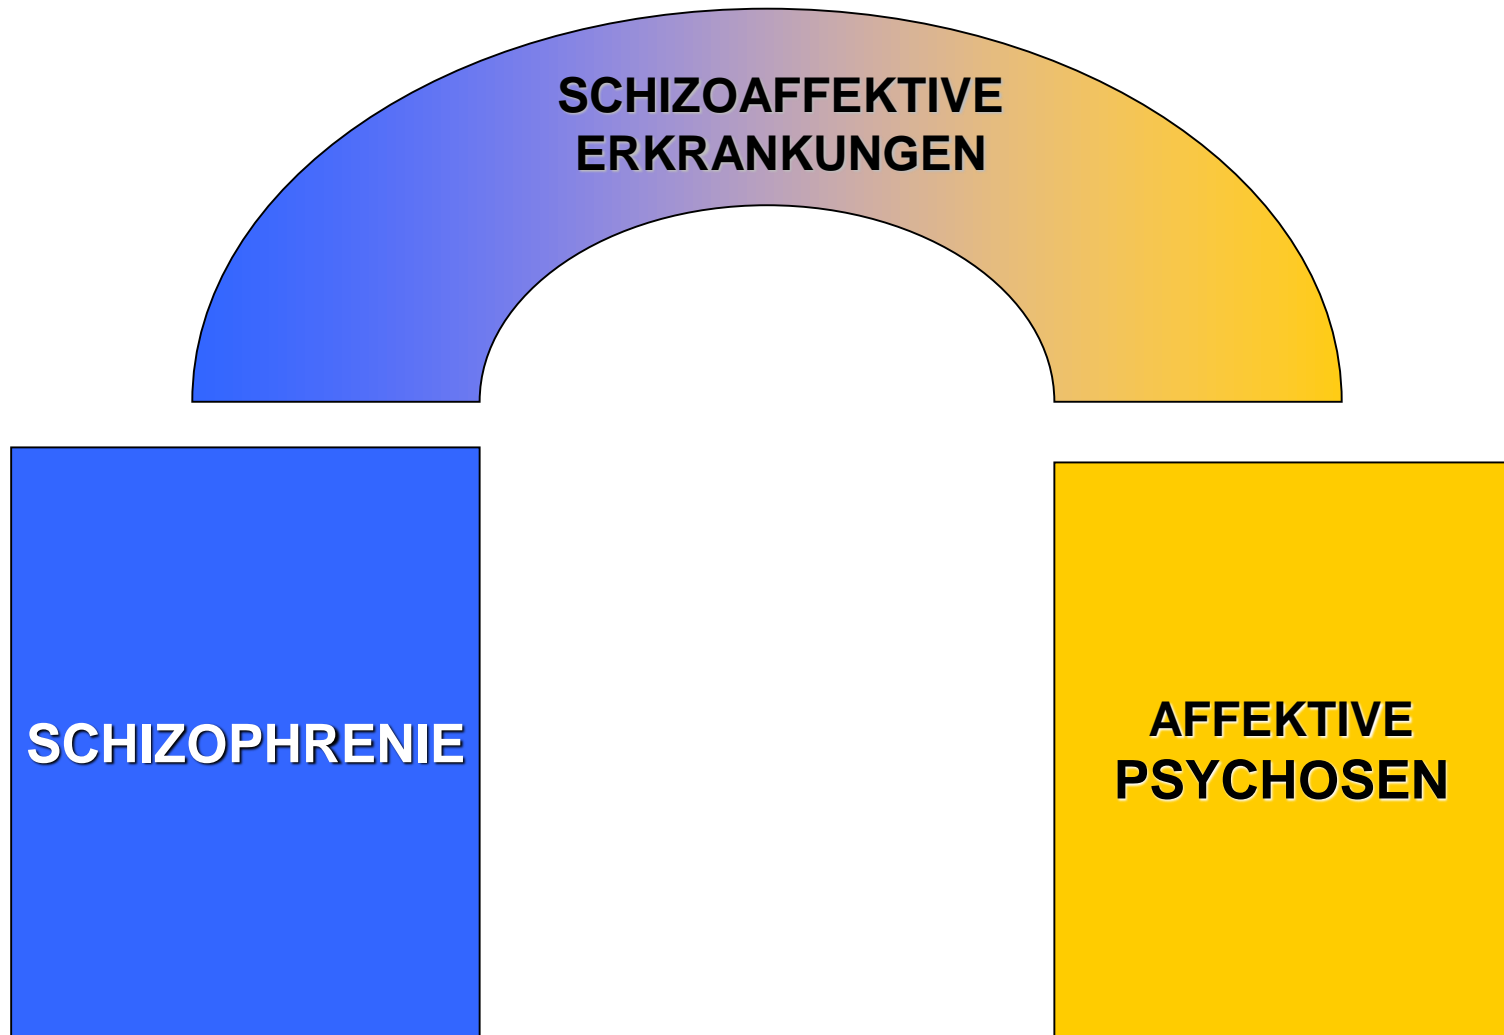 SCHIZOAFFEKTIVE
ERKRANKUNGEN
SCHIZOPHRENIE
AFFEKTIVE
PSYCHOSEN